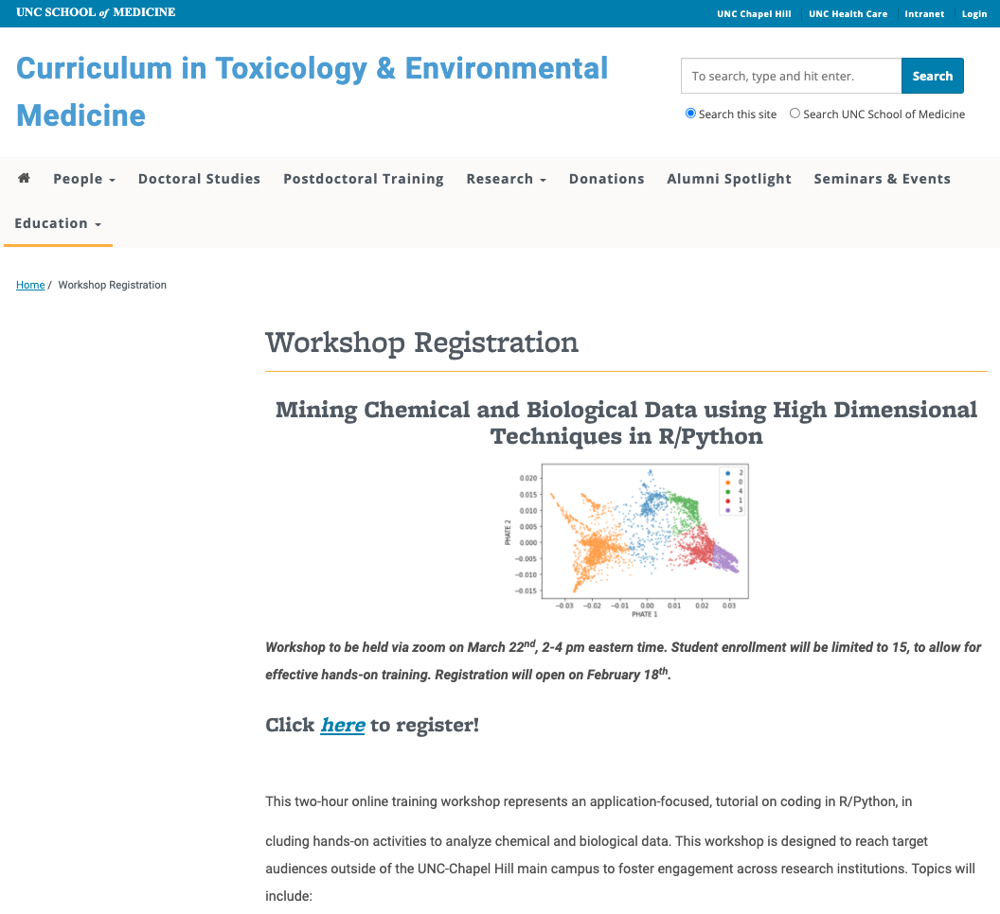 UNC SCHOOL of MEDICINE
UNC Chapel Hill
UNC Health Care
Intranet
Login
Curriculum in Toxicology & Environmental
Medicine
To search, type and hit enter.
Search
Search this site
Search UNC School of Medicine
People
Doctoral Studies
Postdoctoral Training
Research
Donations
Alumni Spotlight
Seminars & Events
Education
Home / Workshop Registration
Workshop Registration
Mining Chemical and Biological Data using High Dimensional
Techniques in R/Python
2
0
4
1
3
0.020
0.015
0.010
0.005
0.000
−0.005
−0.010
−0.015
PHATE 2
−0.03 −0.02 −0.01 0.00 0.01 0.02 0.03
PHATE 1
Workshop to be held via zoom on March 22nd, 2-4 pm eastern time. Student enrollment will be limited to 15, to allow for
effective hands-on training. Registration will open on February 18th.
Click here to register!
This two-hour online training workshop represents an application-focused, tutorial on coding in R/Python, in
cluding hands-on activities to analyze chemical and biological data. This workshop is designed to reach target
audiences outside of the UNC-Chapel Hill main campus to foster engagement across research institutions. Topics will
include: